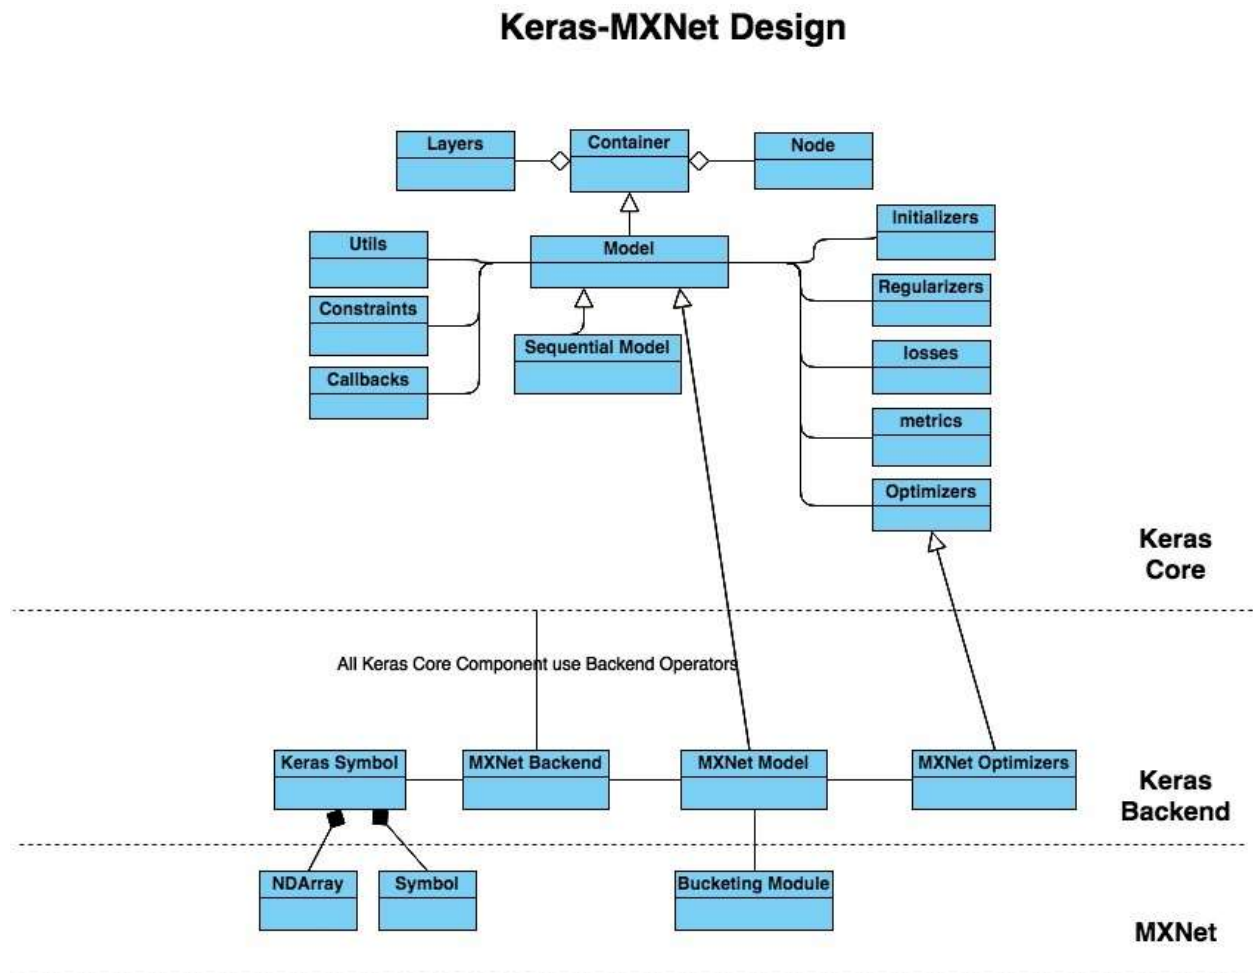 Keras-MXNet Design
Layers
Container
Node
Initializers
Utils
Model
Regularizers
Constraints
Sequential Model
losses
Callbacks
metrics
Optimizers
Keras
Core
All Keras Core Component use Backend Operators
Keras Symbol
MXNet Backend
MXNet Model
MXNet Optimizers
Keras
Backend
NDArray
Symbol
Bucketing Module
MXNet